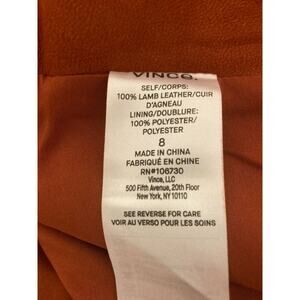 VINCE.
SELF/CORPS:
100% LAMB LEATHER/CUIR
D'AGNEAU
LINING/DOUBLURE:
100% POLYESTER/
POLYESTER
8
MADE IN CHINA
FABRIQUÉ EN CHINE
RN#106730
Vince, LLC
500 Fifth Avenue, 20th Floor
New York, NY 10110
SEE REVERSE FOR CARE
VOIR AU VERSO POUR LES SOINS